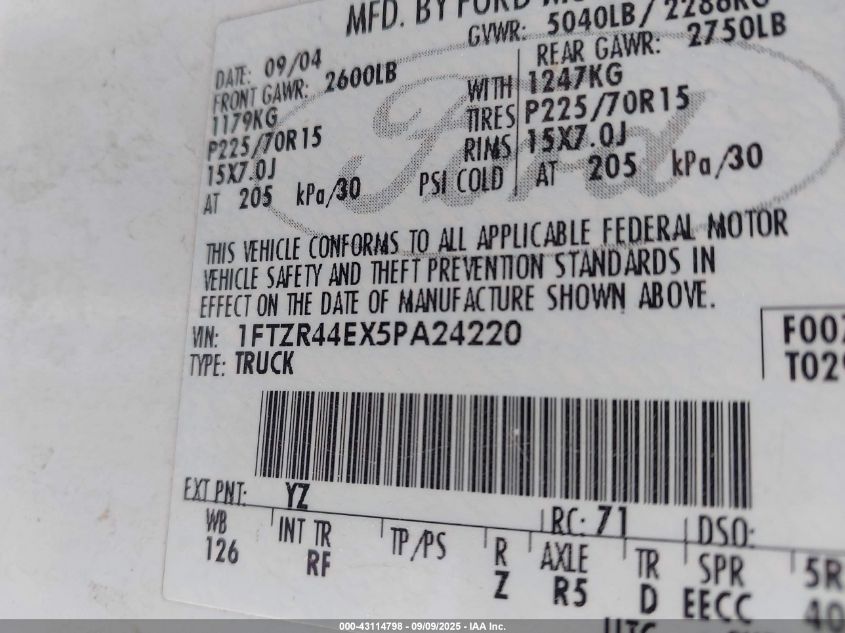 MFD. BY FORD
GVWR: 5040LB/ 2286KG
DATE: 09/04
FRONT GAWR: 2600LB
1179KG
P225/70R15
15X7.0J
AT 205 kPa/30
REAR GAWR: 2750LB
WITH 1247KG
TIRES P225/70R15
RIMS 15X7.0J
PSI COLD AT 205 kPa/30
Ford
THIS VEHICLE CONFORMS TO ALL APPLICABLE FEDERAL MOTOR
VEHICLE SAFETY AND THEFT PREVENTION STANDARDS IN
EFFECT ON THE DATE OF MANUFACTURE SHOWN ABOVE.
VIN: 1FTZR44EX5PA24220
TYPE: TRUCK
EXT PNT: YZ
RC: 71
DSO:
WB
INT TR
TP/PS
R
AXLE
TR
SPR
126
RF
Z
R5
D
EECC
000-43114798 - 09/09/2025 - IAA Inc.